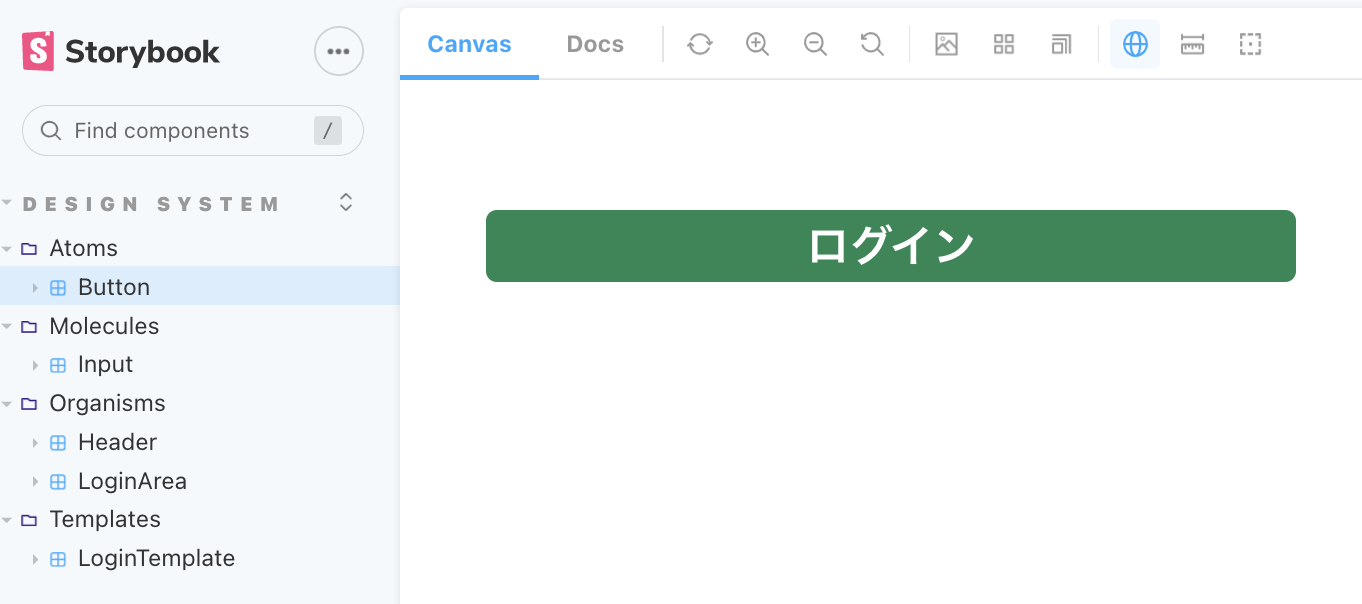 Storybook
Find components /
DESIGN SYSTEM
Atoms
Button
Molecules
Input
Organisms
Header
LoginArea
Templates
LoginTemplate
Canvas Docs
ログイン